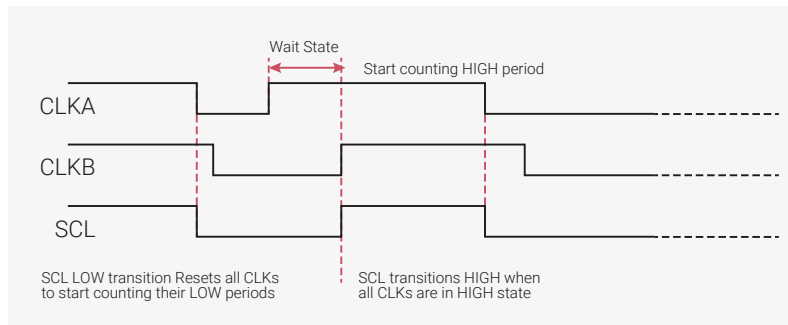 Wait State
Start counting HIGH period
CLKA
CLKB
SCL
SCL LOW transition Resets all CLKs
to start counting their LOW periods
SCL transitions HIGH when
all CLKs are in HIGH state